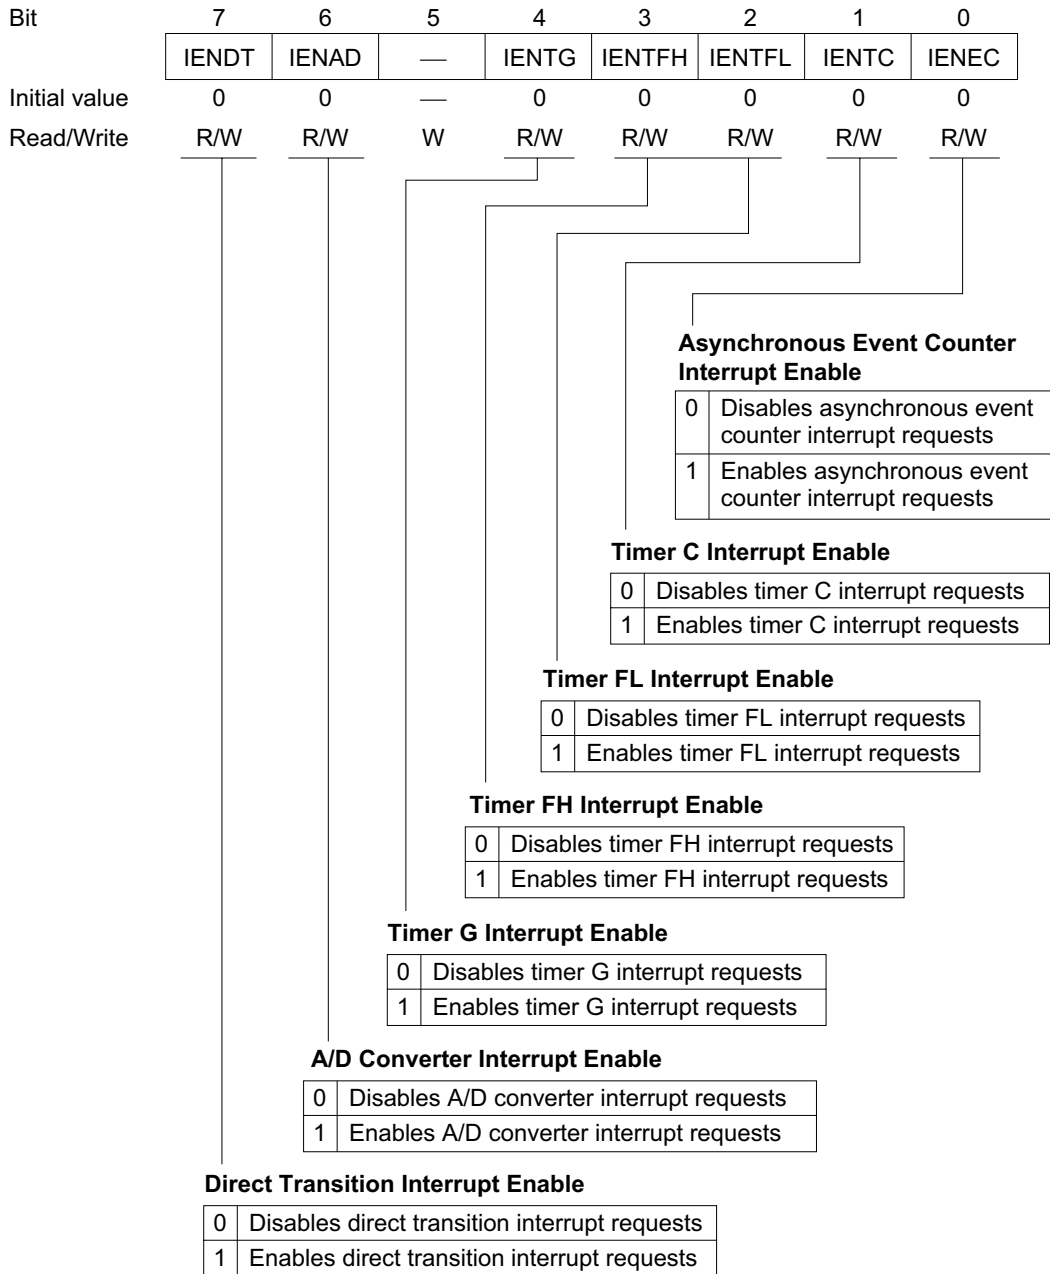 Bit 7 6 5 4 3 2 1 0
IENDT IENAD — IENTG IENTFH IENTFL IENTC IENEC
Initial value 0 0 — 0 0 0 0 0
Read/Write R/W R/W W R/W R/W R/W R/W R/W
Asynchronous Event Counter
Interrupt Enable
0 Disables asynchronous event
counter interrupt requests
1 Enables asynchronous event
counter interrupt requests
Timer C Interrupt Enable
0 Disables timer C interrupt requests
1 Enables timer C interrupt requests
Timer FL Interrupt Enable
0 Disables timer FL interrupt requests
1 Enables timer FL interrupt requests
Timer FH Interrupt Enable
0 Disables timer FH interrupt requests
1 Enables timer FH interrupt requests
Timer G Interrupt Enable
0 Disables timer G interrupt requests
1 Enables timer G interrupt requests
A/D Converter Interrupt Enable
0 Disables A/D converter interrupt requests
1 Enables A/D converter interrupt requests
Direct Transition Interrupt Enable
0 Disables direct transition interrupt requests
1 Enables direct transition interrupt requests